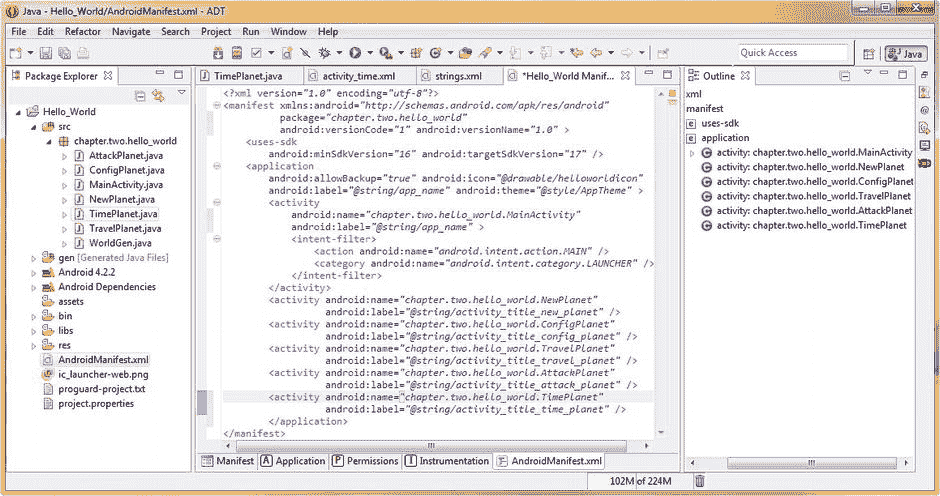 Java - Hello_World/AndroidManifest.xml - ADT
File Edit Refactor Navigate Search Project Run Window Help
Quick Access
Java
Package Explorer
Hello_World
src
chapter.two.hello_world
AttackPlanet.java
ConfigPlanet.java
MainActivity.java
NewPlanet.java
TimePlanet.java
TravelPlanet.java
WorldGen.java
gen [Generated Java Files]
Android 4.2.2
Android Dependencies
assets
bin
libs
res
AndroidManifest.xml
ic_launcher-web.png
proguard-project.txt
project.properties
TimePlanet.java activity_time.xml strings.xml *Hello_World Manif...
<?xml version="1.0" encoding="utf-8"?>
<manifest xmlns:android="http://schemas.android.com/apk/res/android"
package="chapter.two.hello_world"
android:versionCode="1" android:versionName="1.0" >
<uses-sdk
android:minSdkVersion="16" android:targetSdkVersion="17" />
<application
android:allowBackup="true" android:icon="@drawable/helloworldicon"
android:label="@string/app_name" android:theme="@style/AppTheme" >
<activity
android:name="chapter.two.hello_world.MainActivity"
android:label="@string/app_name" >
<intent-filter>
<action android:name="android.intent.action.MAIN" />
<category android:name="android.intent.category.LAUNCHER" />
</intent-filter>
</activity>
<activity android:name="chapter.two.hello_world.NewPlanet"
android:label="@string/activity_title_new_planet" />
<activity android:name="chapter.two.hello_world.ConfigPlanet"
android:label="@string/activity_title_config_planet" />
<activity android:name="chapter.two.hello_world.TravelPlanet"
android:label="@string/activity_title_travel_planet" />
<activity android:name="chapter.two.hello_world.AttackPlanet"
android:label="@string/activity_title_attack_planet" />
<activity android:name="chapter.two.hello_world.TimePlanet"
android:label="@string/activity_title_time_planet" />
</application>
</manifest>
Manifest Application Permissions Instrumentation AndroidManifest.xml
Outline
xml
manifest
uses-sdk
application
activity: chapter.two.hello_world.MainActivity
activity: chapter.two.hello_world.NewPlanet
activity: chapter.two.hello_world.ConfigPlanet
activity: chapter.two.hello_world.TravelPlanet
activity: chapter.two.hello_world.AttackPlanet
activity: chapter.two.hello_world.TimePlanet
102M of 224M